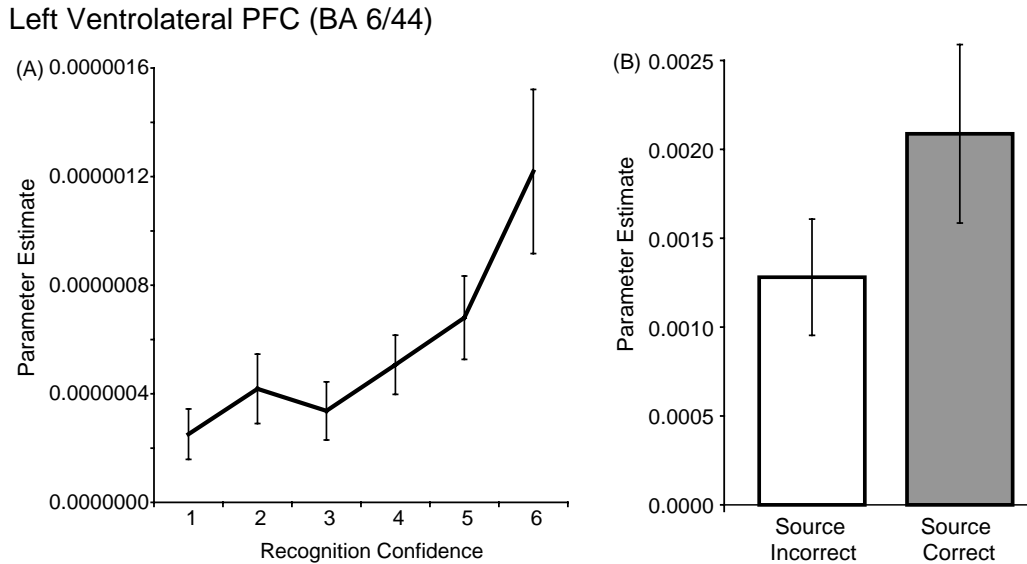 Left Ventrolateral PFC (BA 6/44)
(A)
Parameter Estimate
0.0000016
0.0000012
0.0000008
0.0000004
0.0000000
1 2 3 4 5 6
Recognition Confidence
(B)
Parameter Estimate
0.0025
0.0020
0.0015
0.0010
0.0005
0.0000
Source
Incorrect
Source
Correct